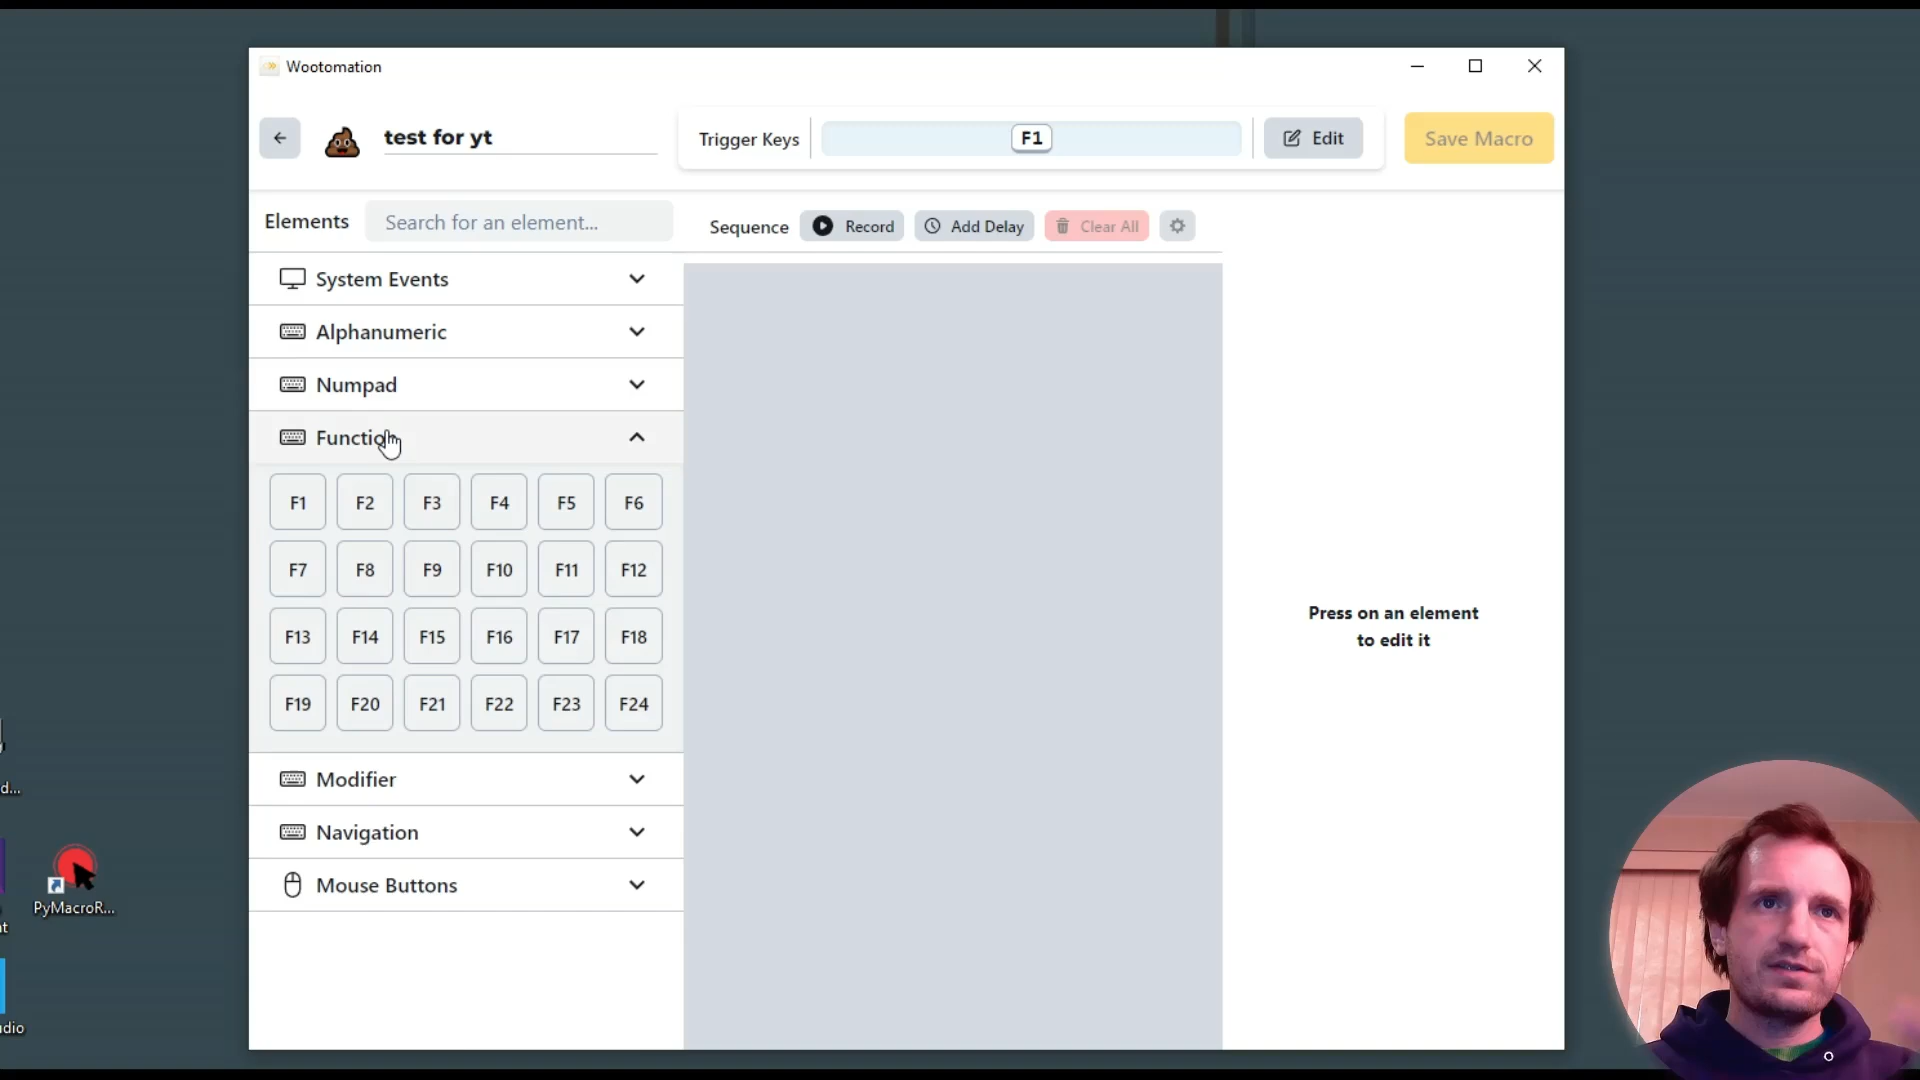 Wootomation
test for yt
Trigger Keys
F1
Edit
Save Macro
Elements
Search for an element...
Sequence
Record
Add Delay
Clear All
System Events
Alphanumeric
Numpad
Function
F1 F2 F3 F4 F5 F6
F7 F8 F9 F10 F11 F12
F13 F14 F15 F16 F17 F18
F19 F20 F21 F22 F23 F24
Modifier
Navigation
Mouse Buttons
Press on an element
to edit it
d...
PyMacroR...
nt
udio